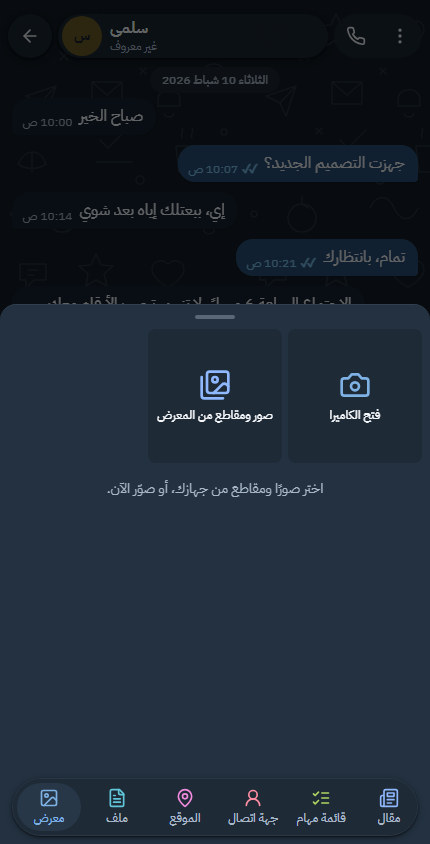 سلمى
س
غير معروف
الثلاثاء 10 شباط 2026
صباح الخير 10:00 ص
جهزت التصميم الجديد؟ 10:07 ص
إي، ببعتلك إياه بعد شوي 10:14 ص
تمام، بانتظارك 10:21 ص
فتح الكاميرا
صور ومقاطع من المعرض
اختر صورًا ومقاطع من جهازك، أو صوّر الآن.
مقال
قائمة مهام
جهة اتصال
الموقع
ملف
معرض